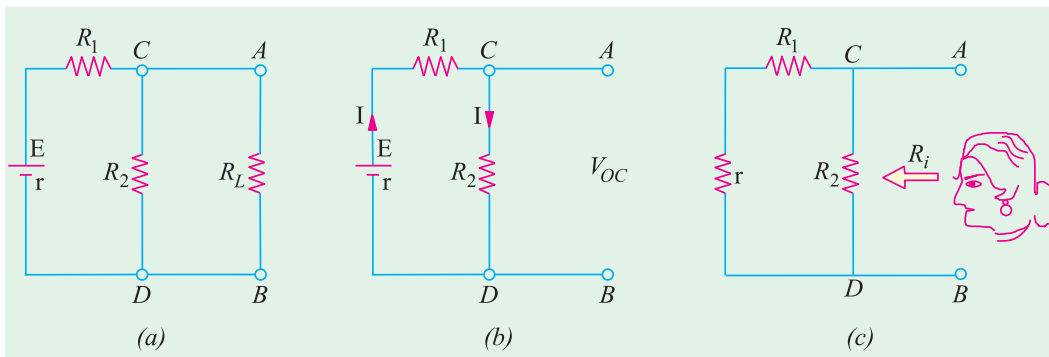 R1 C A
E
r
R2
RL
D B
(a)
R1 C A
I I
E
r
R2
VOC
D B
(b)
R1 C A
r
R2
Ri
D B
(c)